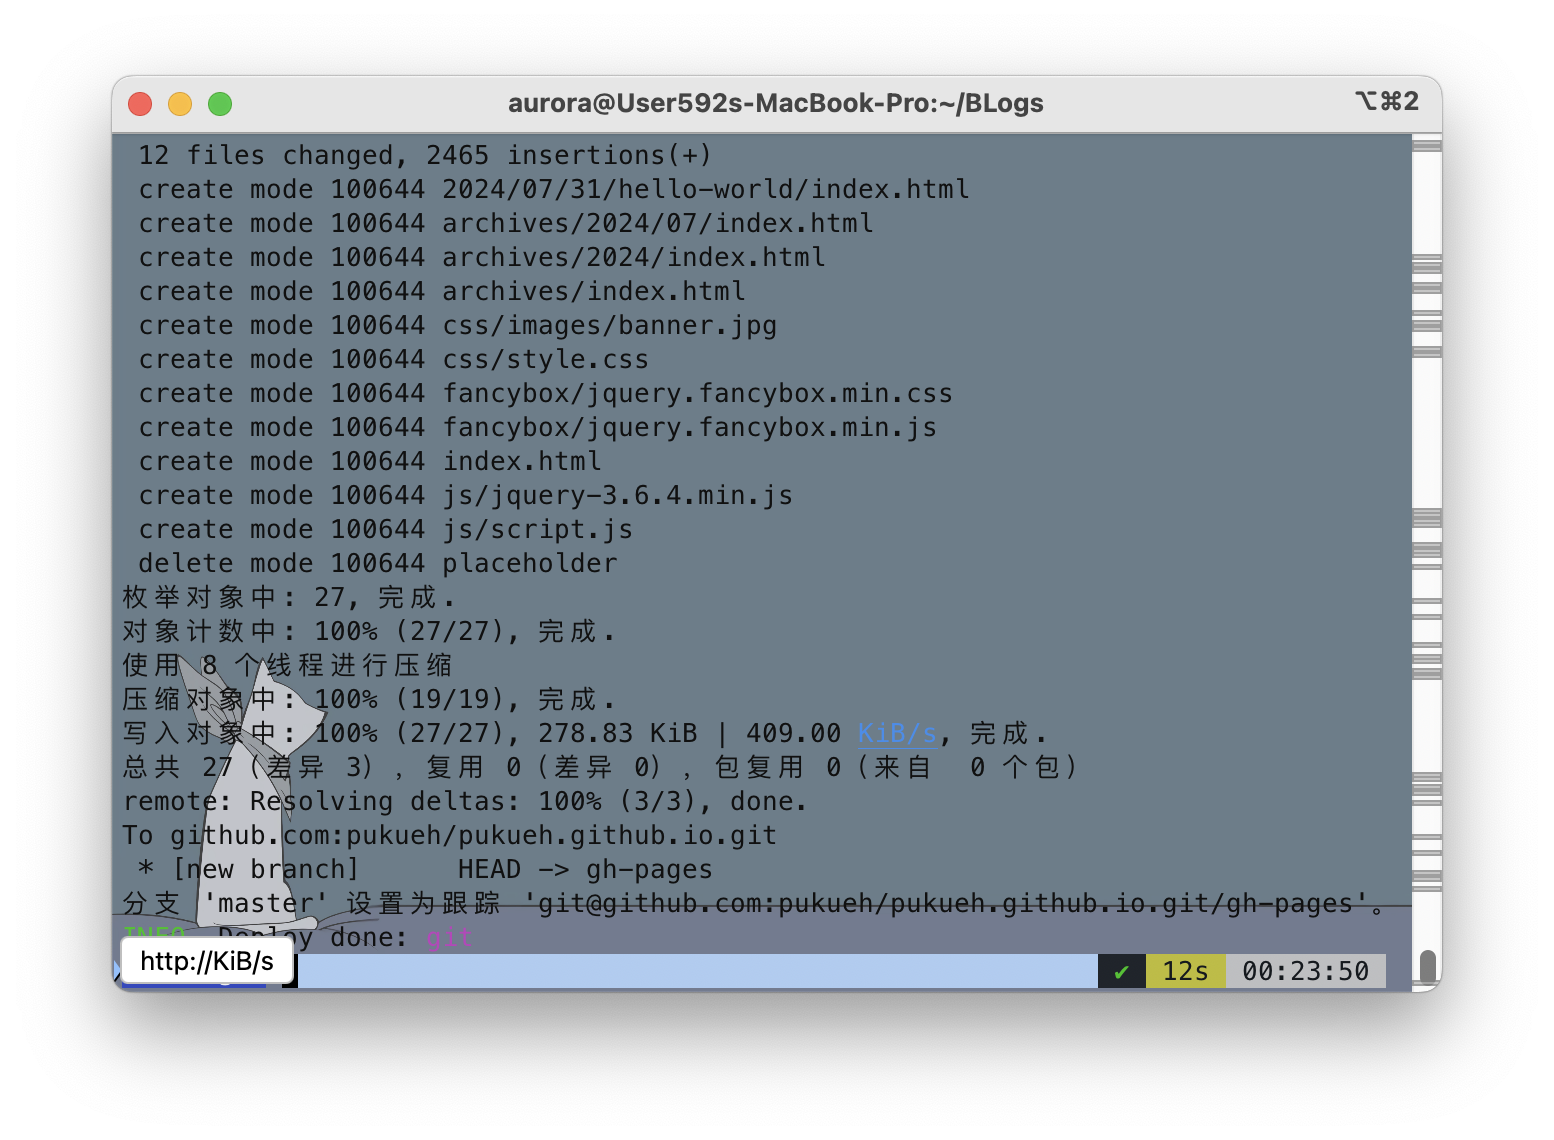 aurora@User592s-MacBook-Pro:~/BLogs ⌥⌘2
12 files changed, 2465 insertions(+)
create mode 100644 2024/07/31/hello-world/index.html
create mode 100644 archives/2024/07/index.html
create mode 100644 archives/2024/index.html
create mode 100644 archives/index.html
create mode 100644 css/images/banner.jpg
create mode 100644 css/style.css
create mode 100644 fancybox/jquery.fancybox.min.css
create mode 100644 fancybox/jquery.fancybox.min.js
create mode 100644 index.html
create mode 100644 js/jquery-3.6.4.min.js
create mode 100644 js/script.js
delete mode 100644 placeholder
枚举对象中: 27, 完成.
对象计数中: 100% (27/27), 完成.
使用 8 个线程进行压缩
压缩对象中: 100% (19/19), 完成.
写入对象中: 100% (27/27), 278.83 KiB | 409.00 KiB/s, 完成.
总共 27（差异 3），复用 0（差异 0），包复用 0（来自  0 个包）
remote: Resolving deltas: 100% (3/3), done.
To github.com:pukueh/pukueh.github.io.git
* [new branch]      HEAD -> gh-pages
分支 'master' 设置为跟踪 'git@github.com:pukueh/pukueh.github.io.git/gh-pages'。
INFO  Deploy done: git
http://KiB/s
✔ 12s 00:23:50